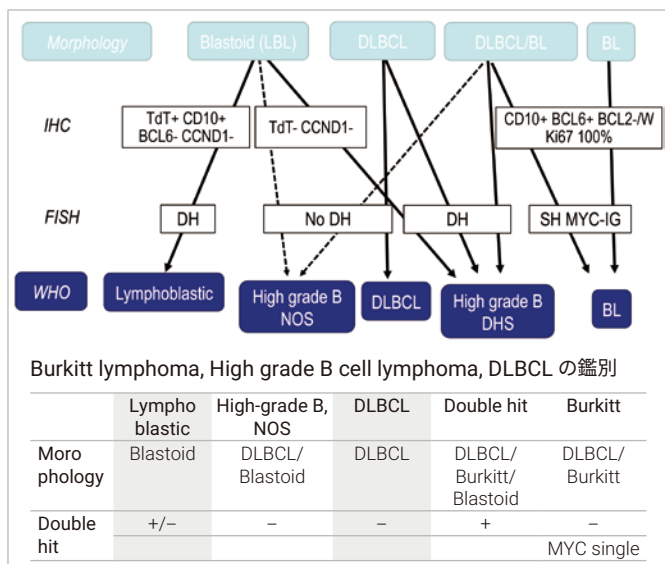 Morphology Blastoid (LBL) DLBCL DLBCL/BL BL
IHC
TdT+ CD10+
BCL6- CCND1-
TdT- CCND1-
CD10+ BCL6+ BCL2-/W
Ki67 100%
FISH DH No DH DH SH MYC-IG
WHO Lymphoblastic
High grade B
NOS
DLBCL
High grade B
DHS
BL
Burkitt lymphoma, High grade B cell lymphoma, DLBCL の鑑別
Lympho High-grade B, DLBCL Double hit Burkitt
blastic NOS
Moro Blastoid DLBCL/ DLBCL DLBCL/ DLBCL/
phology Blastoid Burkitt/ Burkitt
Blastoid
Double +/– – – + –
hit MYC single